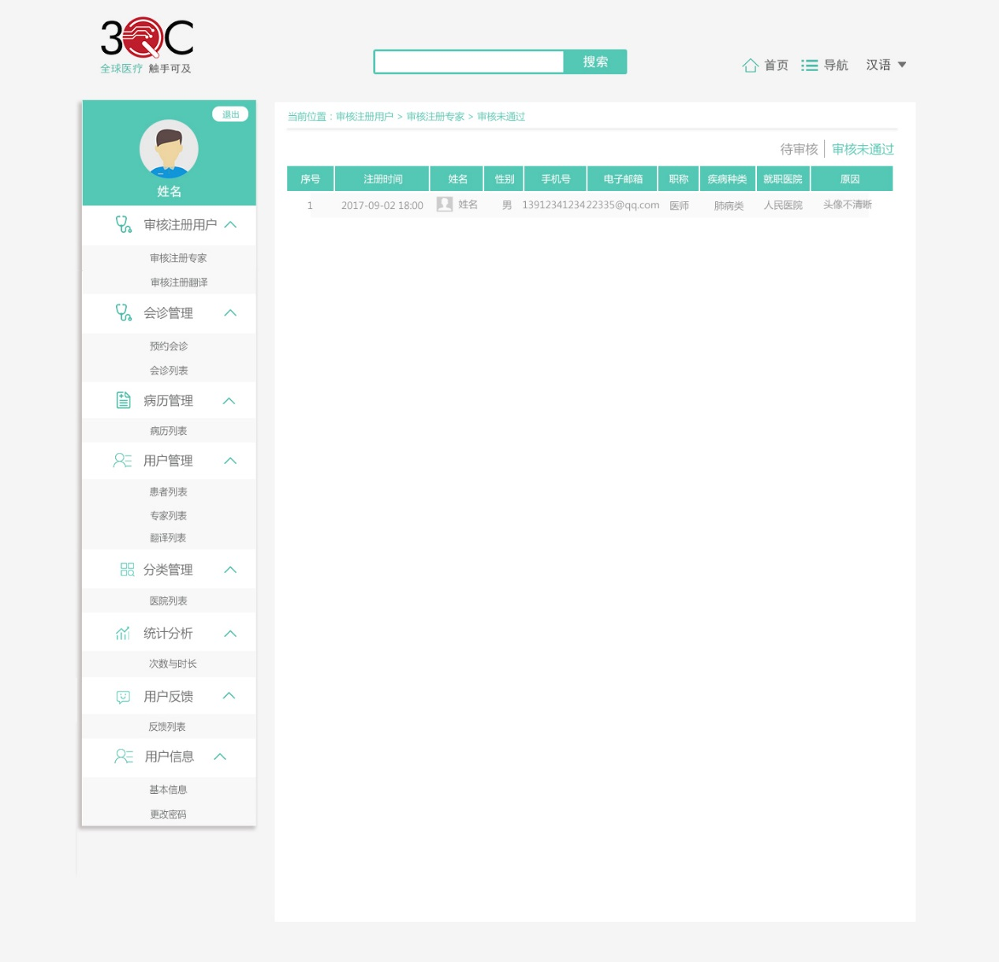 3QC
全球医疗 触手可及
搜索
首页 导航 汉语
退出
姓名
审核注册用户
审核注册专家
审核注册翻译
会诊管理
预约会诊
会诊列表
病历管理
病历列表
用户管理
患者列表
专家列表
翻译列表
分类管理
医院列表
统计分析
次数与时长
用户反馈
反馈列表
用户信息
基本信息
更改密码
当前位置：审核注册用户 > 审核注册专家 > 审核未通过
待审核 审核未通过
序号 注册时间 姓名 性别 手机号 电子邮箱 职称 疾病种类 就职医院 原因
1 2017-09-02 18:00 姓名 男 1391234123422335@qq.com 医师 肺病类 人民医院 头像不清晰